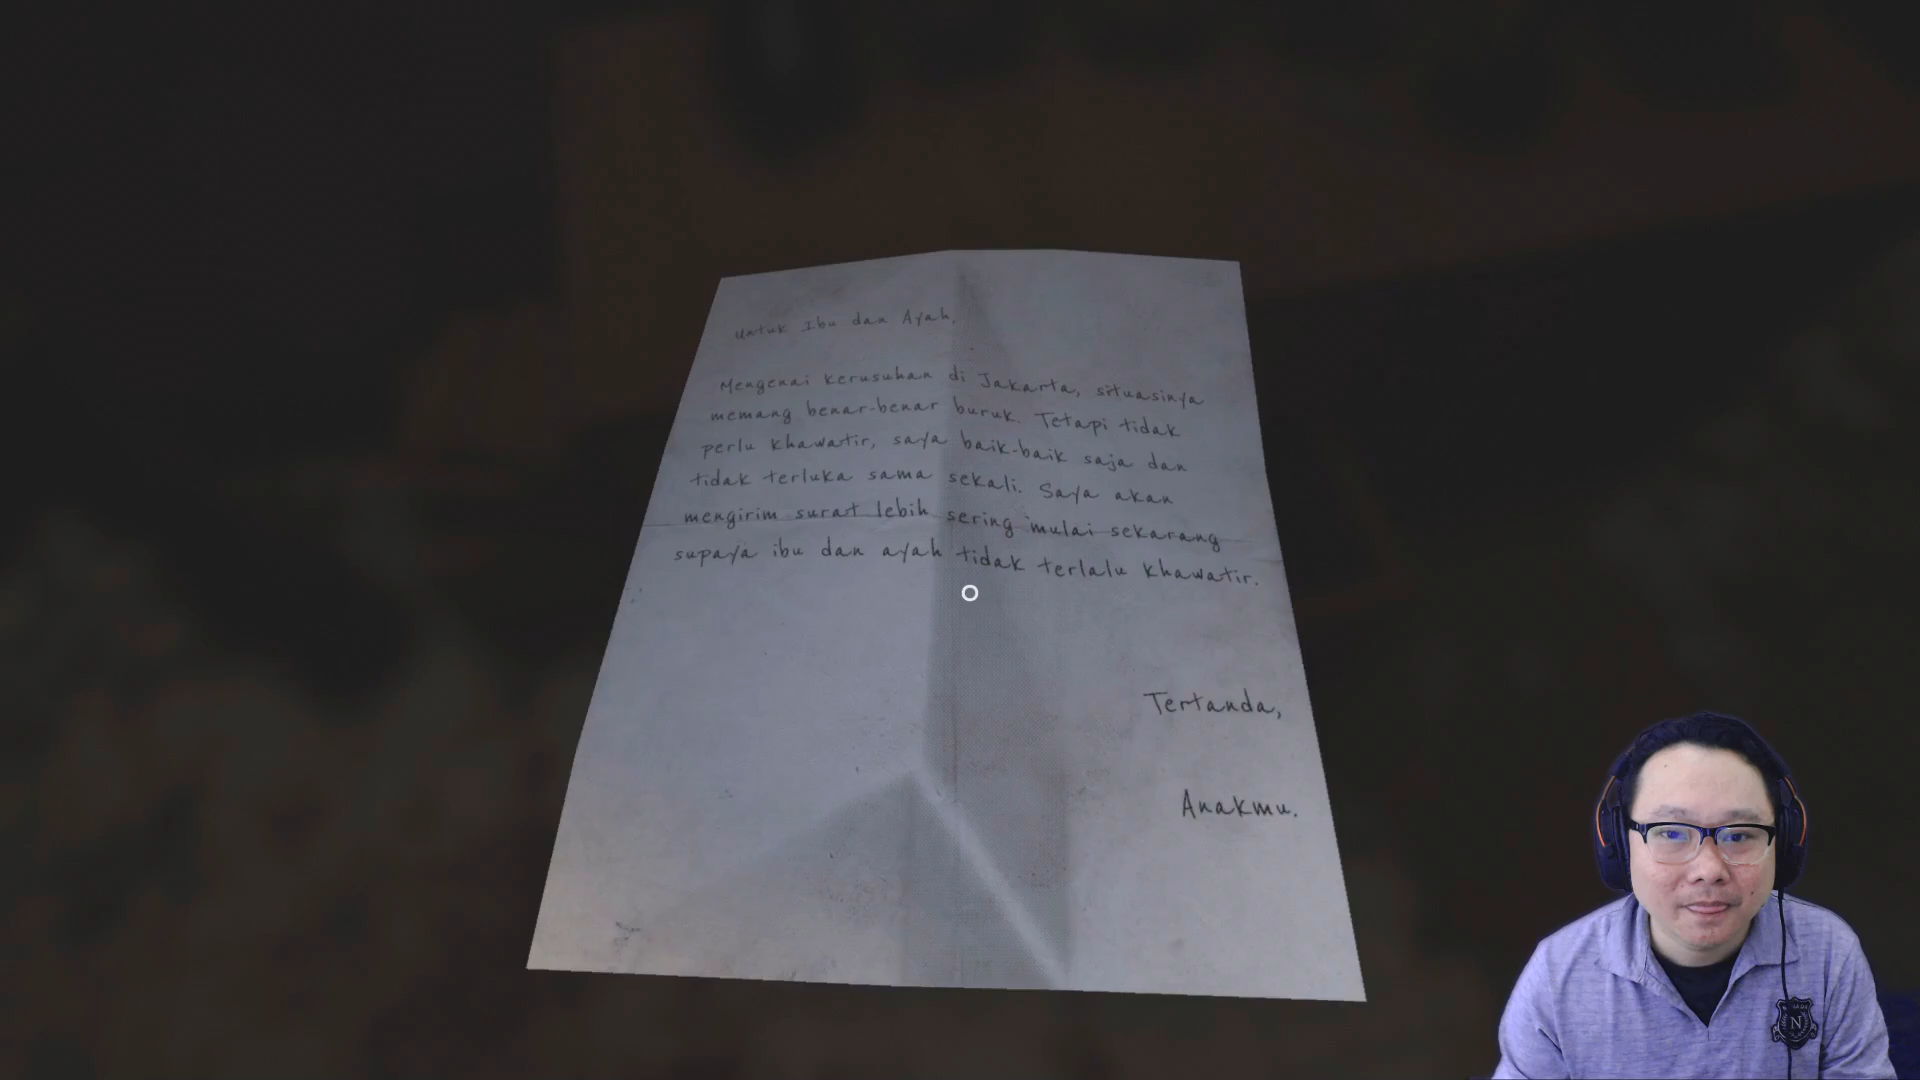 untuk Ibu dan Ayah,
Mengenai kerusuhan di Jakarta, situasinya
memang benar-benar buruk. Tetapi tidak
perlu khawatir, saya baik-baik saja dan
tidak terluka sama sekali. Saya akan
mengirim surat lebih sering mulai sekarang
supaya ibu dan ayah tidak terlalu khawatir.
Tertanda,
Anakmu.
N